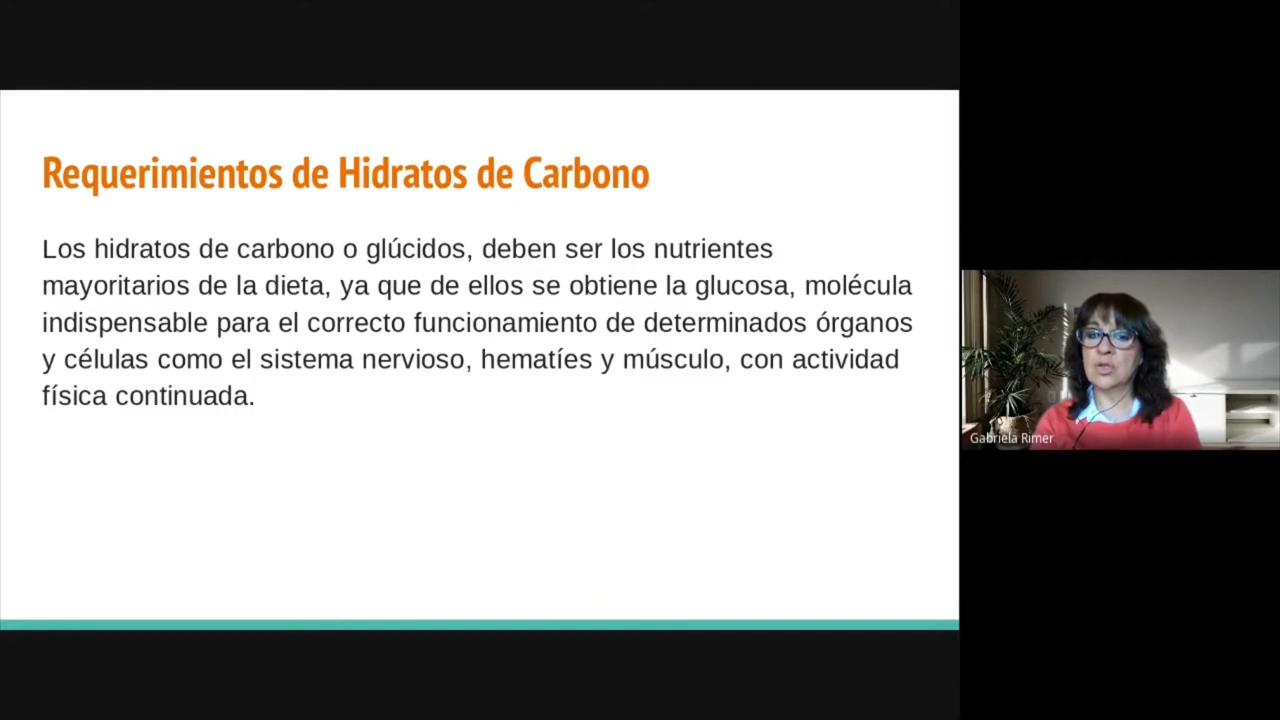 Requerimientos de Hidratos de Carbono
Los hidratos de carbono o glúcidos, deben ser los nutrientes
mayoritarios de la dieta, ya que de ellos se obtiene la glucosa, molécula
indispensable para el correcto funcionamiento de determinados órganos
y células como el sistema nervioso, hematíes y músculo, con actividad
física continuada.
Gabriela Rimer